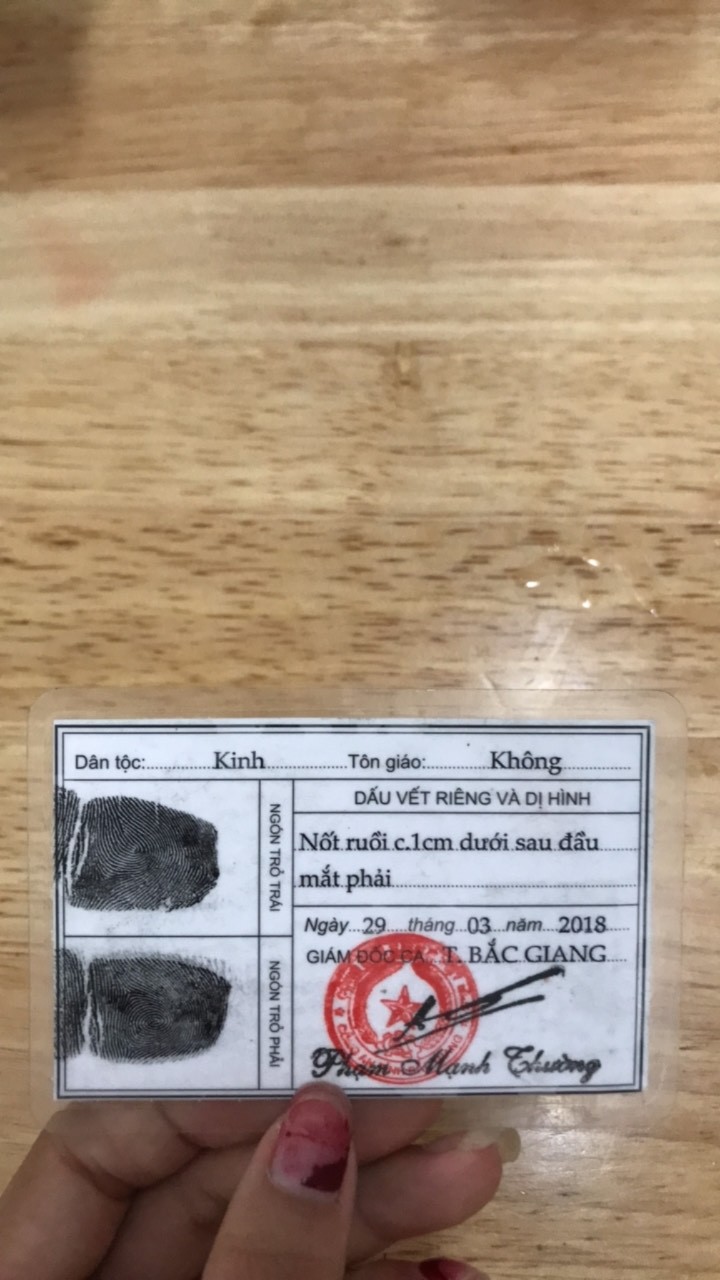 Dân tộc: Kinh Tôn giáo: Không
NGÓN TRỎ TRÁI
NGÓN TRỎ PHẢI
DẤU VẾT RIÊNG VÀ DỊ HÌNH
Nốt ruồi c.1cm dưới sau đầu
mắt phải
Ngày 29 tháng 03 năm 2018
GIÁM ĐỐC CA T. BẮC GIANG
Phạm Mạnh Thường